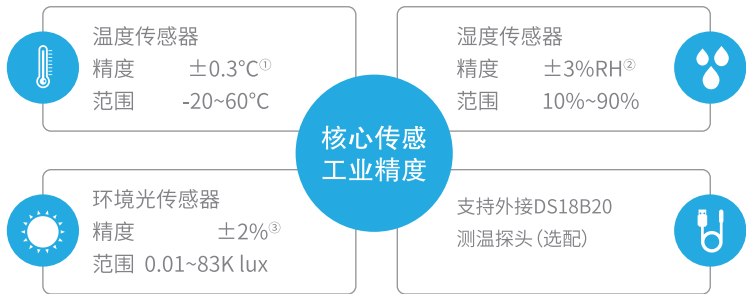 温度传感器
精度 ±0.3℃①
范围 -20~60℃
湿度传感器
精度 ±3%RH②
范围 10%~90%
核心传感
工业精度
环境光传感器
精度 ±2%③
范围 0.01~83K lux
支持外接DS18B20
测温探头(选配)